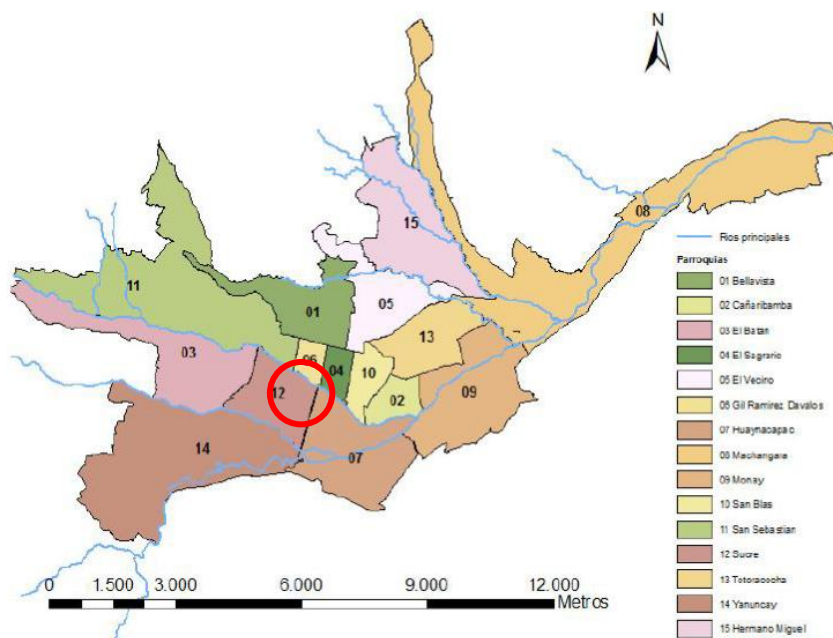 N
08
15
11
01
05
13
03
06
04
10
12
02
09
14
07
Rios principales
Parroquias
01 Bellavista
02 Cañaribamba
03 El Batan
04 El Sagrario
05 El Vecino
06 Gil Ramirez Davalos
07 Huaynacapac
08 Machangara
09 Monay
10 San Blas
11 San Sebastian
12 Sucre
13 Totoracocha
14 Yanuncay
15 Hermano Miguel
0 1.500 3.000 6.000 9.000 12.000
Metros